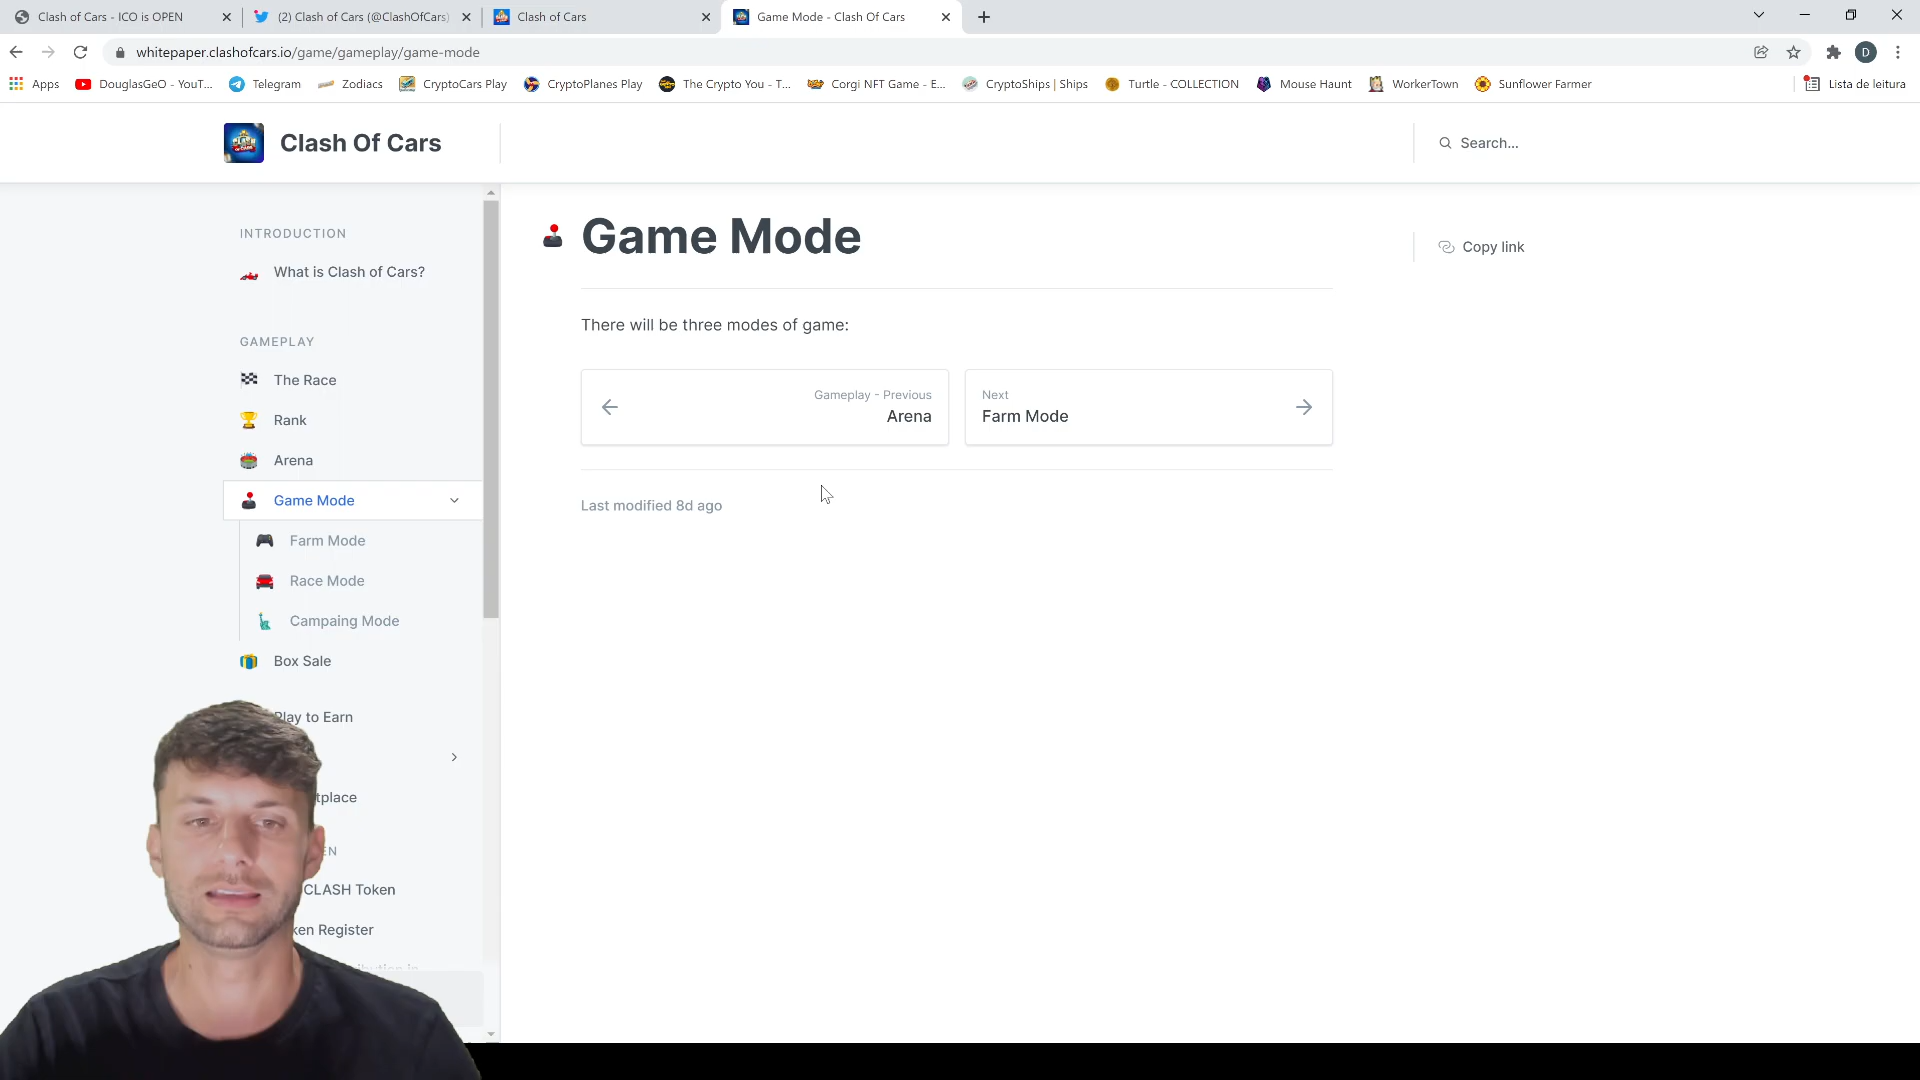 Clash of Cars - ICO is OPEN
(2) Clash of Cars (@ClashOfCars)
Clash of Cars
Game Mode - Clash Of Cars
whitepaper.clashofcars.io/game/gameplay/game-mode
Apps
DouglasGeO - YouT...
Telegram
Zodiacs
CryptoCars Play
CryptoPlanes Play
The Crypto You - T...
Corgi NFT Game - E...
CryptoShips | Ships
Turtle - COLLECTION
Mouse Haunt
WorkerTown
Sunflower Farmer
Lista de leitura
D
Clash Of Cars
Search...
INTRODUCTION
What is Clash of Cars?
GAMEPLAY
The Race
Rank
Arena
Game Mode
Farm Mode
Race Mode
Campaing Mode
Box Sale
Play to Earn
tplace
EN
CLASH Token
ken Register
Game Mode
Copy link
There will be three modes of game:
Gameplay - Previous
Arena
Next
Farm Mode
Last modified 8d ago